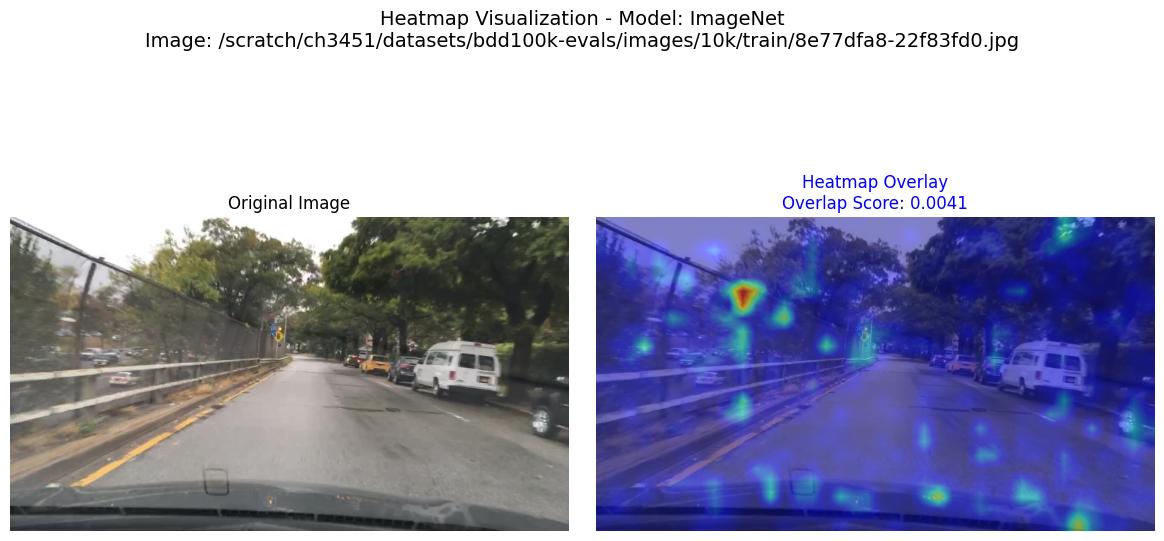 Heatmap Visualization - Model: ImageNet
Image: /scratch/ch3451/datasets/bdd100k-evals/images/10k/train/8e77dfa8-22f83fd0.jpg
Original Image
Heatmap Overlay
Overlap Score: 0.0041